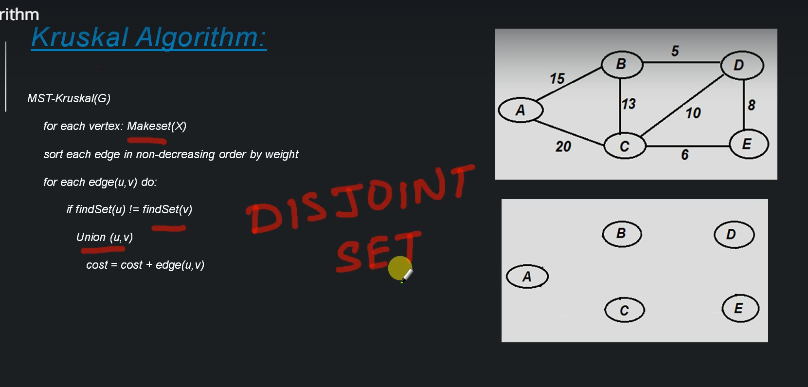 rithm
Kruskal Algorithm:
MST-Kruskal(G)
for each vertex: Makeset(X)
sort each edge in non-decreasing order by weight
for each edge(u,v) do:
if findSet(u) != findSet(v)
Union (u,v)
cost = cost + edge(u,v)
DISJOINT
SET
B 5 D
15
A 13 10 8
20 C 6 E
B D
A
C E